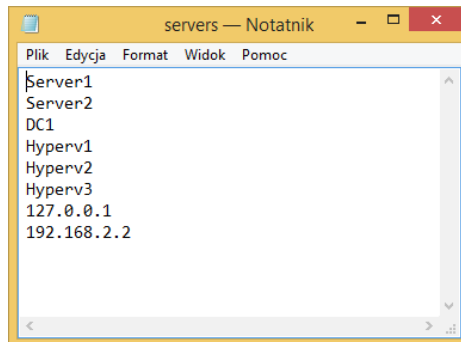 servers — Notatnik
Plik Edycja Format Widok Pomoc
Server1
Server2
DC1
Hyperv1
Hyperv2
Hyperv3
127.0.0.1
192.168.2.2